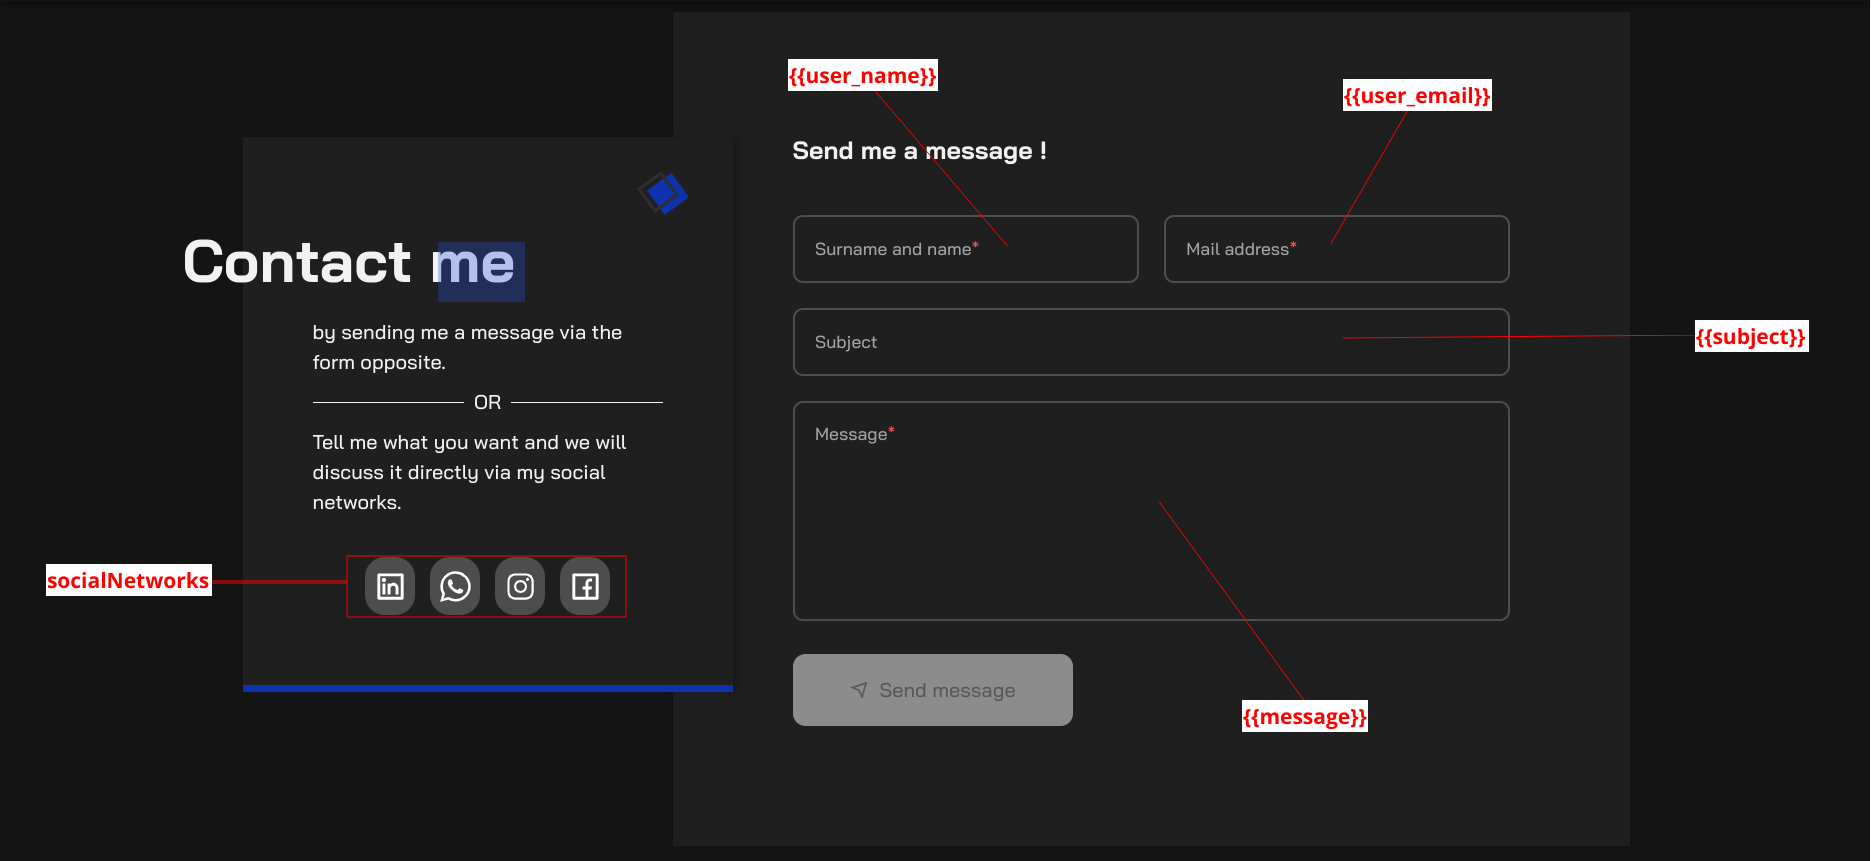 {{user_name}}
{{user_email}}
Send me a message !
Surname and name*
Mail address*
Contact me
by sending me a message via the
form opposite.
OR
Tell me what you want and we will
discuss it directly via my social
networks.
socialNetworks
in
f
Subject
{{subject}}
Message*
Send message
{{message}}